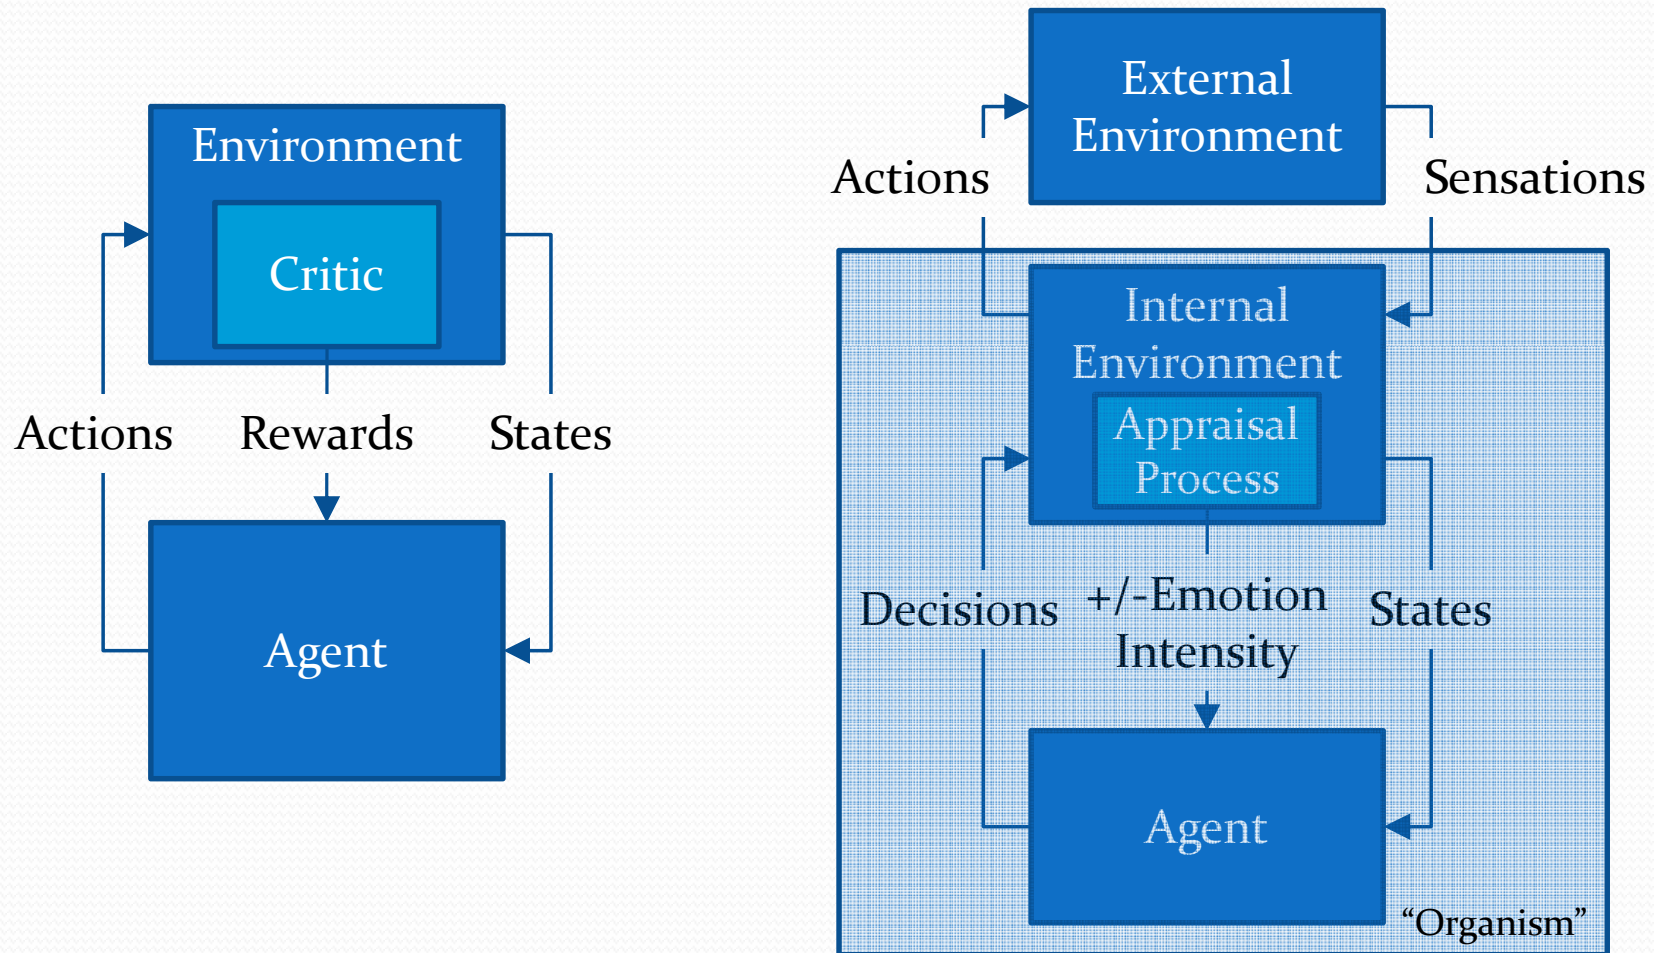 Environment
Critic
Actions
Rewards
States
Agent
External
Environment
Actions
Sensations
Internal
Environment
Appraisal
Process
Decisions
+/-Emotion
Intensity
States
Agent
“Organism”